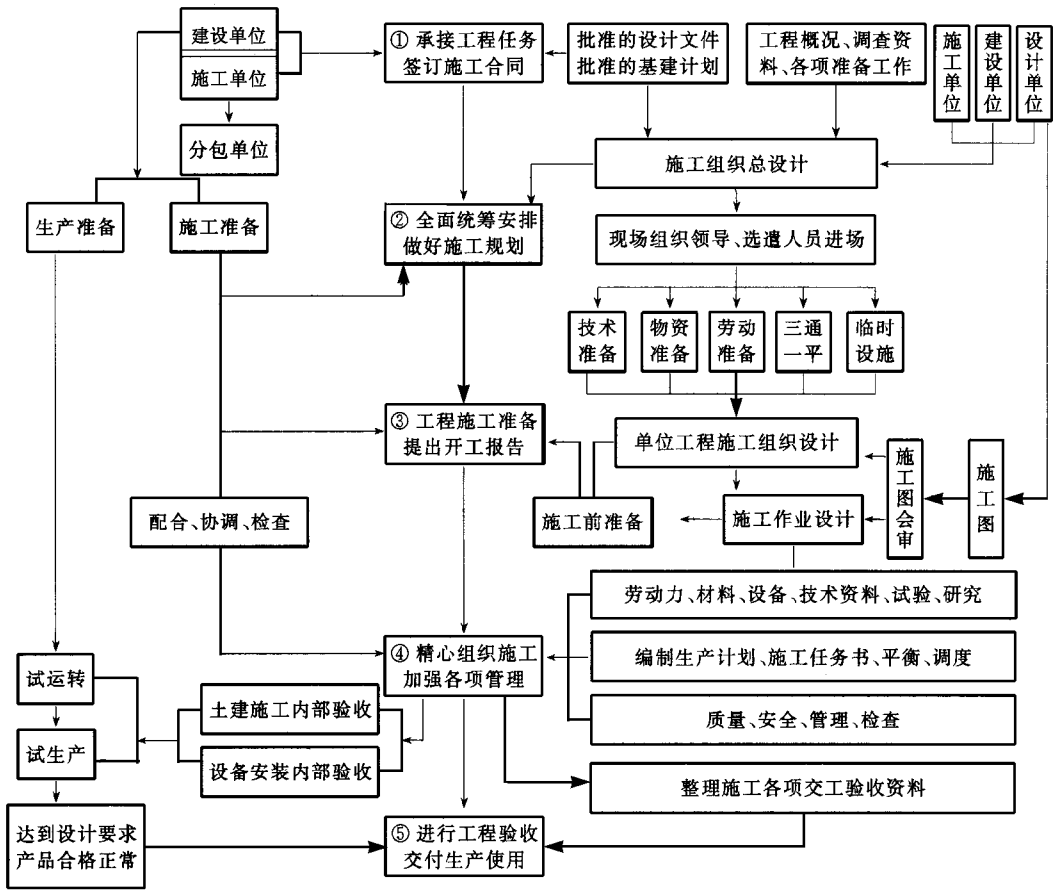 建设单位
施工单位
分包单位
① 承接工程任务
签订施工合同
批准的设计文件
批准的基建计划
工程概况、调查资
料、各项准备工作
施工单位
建设单位
设计单位
施工组织总设计
生产准备
施工准备
② 全面统筹安排
做好施工规划
现场组织领导、选遣人员进场
技术
准备
物资
准备
劳动
准备
三通
一平
临时
设施
③ 工程施工准备
提出开工报告
单位工程施工组织设计
施工图会审
施工图
配合、协调、检查
施工前准备
施工作业设计
劳动力、材料、设备、技术资料、试验、研究
④ 精心组织施工
加强各项管理
编制生产计划、施工任务书、平衡、调度
试运转
土建施工内部验收
质量、安全、管理、检查
试生产
设备安装内部验收
整理施工各项交工验收资料
达到设计要求
产品合格正常
⑤ 进行工程验收
交付生产使用